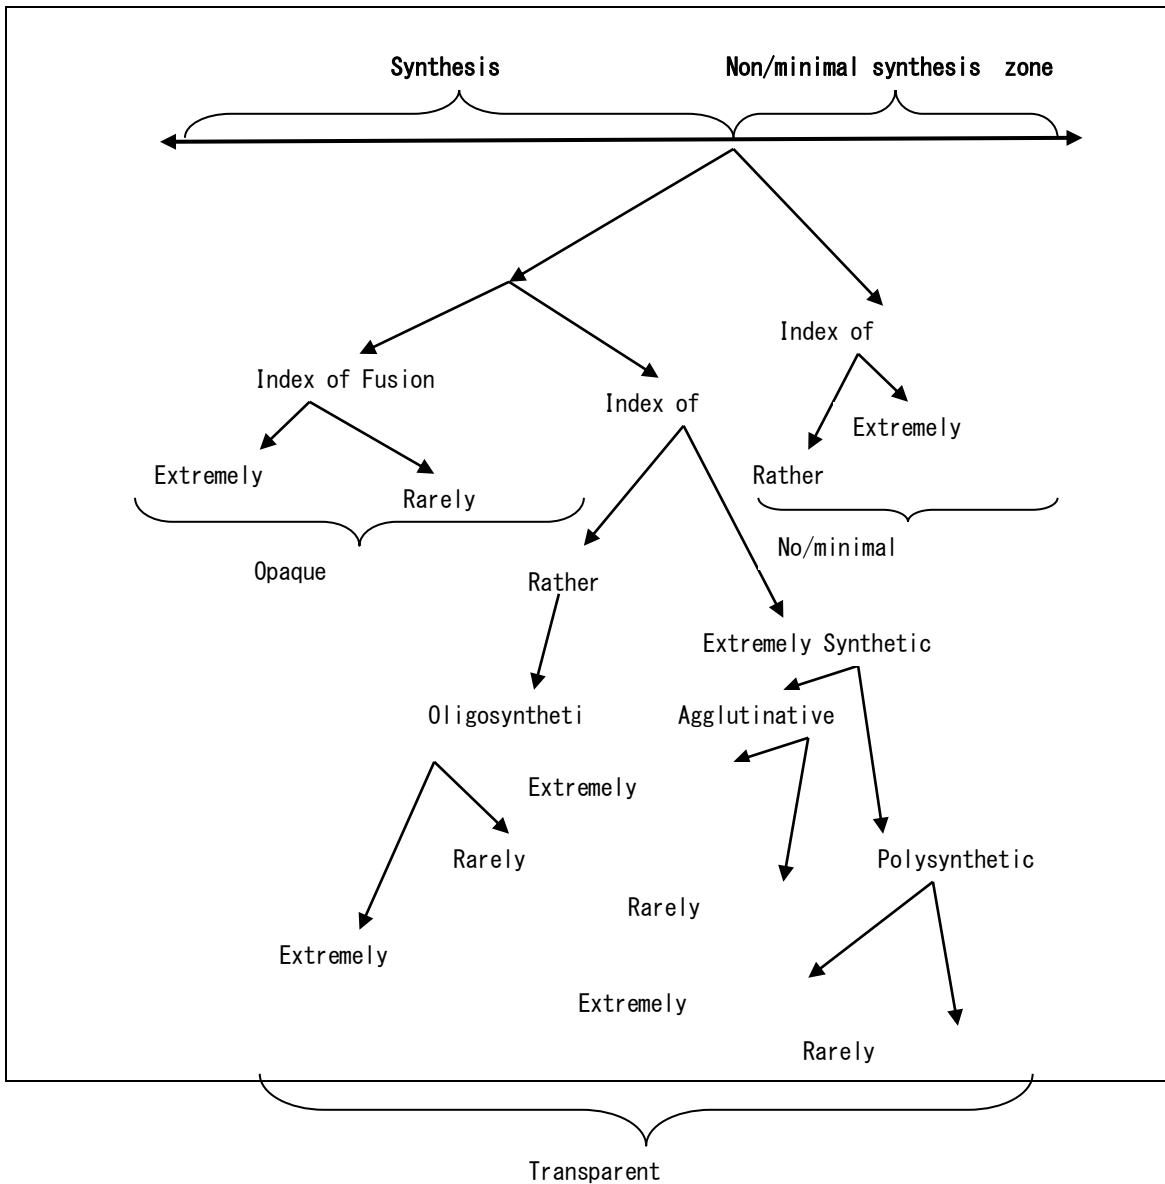 Synthesis
Non/minimal synthesis zone
Index of
Index of Fusion
Index of
Extremely
Extremely
Rather
Rarely
No/minimal
Opaque
Rather
Extremely Synthetic
Oligosyntheti
Agglutinative
Extremely
Rarely
Polysynthetic
Rarely
Extremely
Extremely
Rarely
Transparent